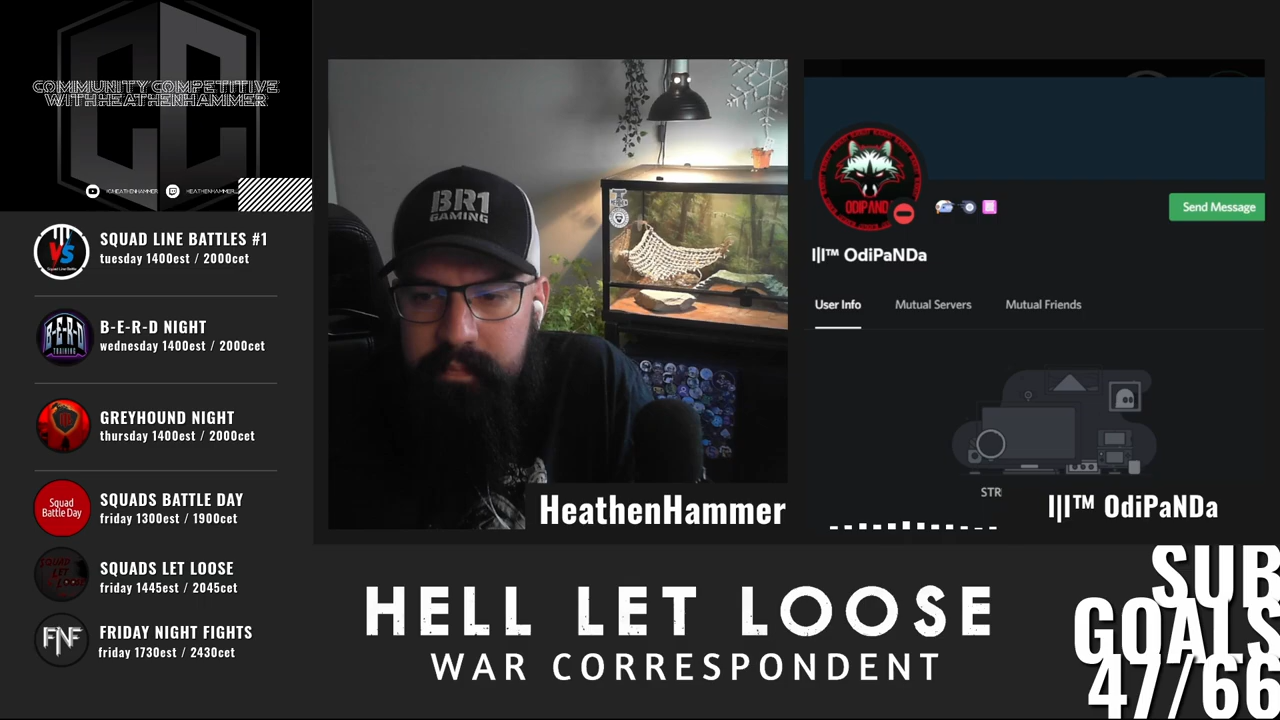 COMMUNITY COMPETITIVE
WITH HEATHENHAMMER
SQUAD LINE BATTLES #1
tuesday 1400est / 2000cet
B-E-R-D NIGHT
wednesday 1400est / 2000cet
GREYHOUND NIGHT
thursday 1400est / 2000cet
Squad
Battle Day
SQUADS BATTLE DAY
friday 1300est / 1900cet
SQUADS LET LOOSE
friday 1445est / 2045cet
FNF
FRIDAY NIGHT FIGHTS
friday 1730est / 2430cet
BR1
GAMING
HeathenHammer
ODIPAND
Send Message
||¦™ OdiPaNDa
User Info
Mutual Servers
Mutual Friends
STR
||¦™ OdiPaNDa
HELL LET LOOSE
WAR CORRESPONDENT
SUB
GOALS
47/66